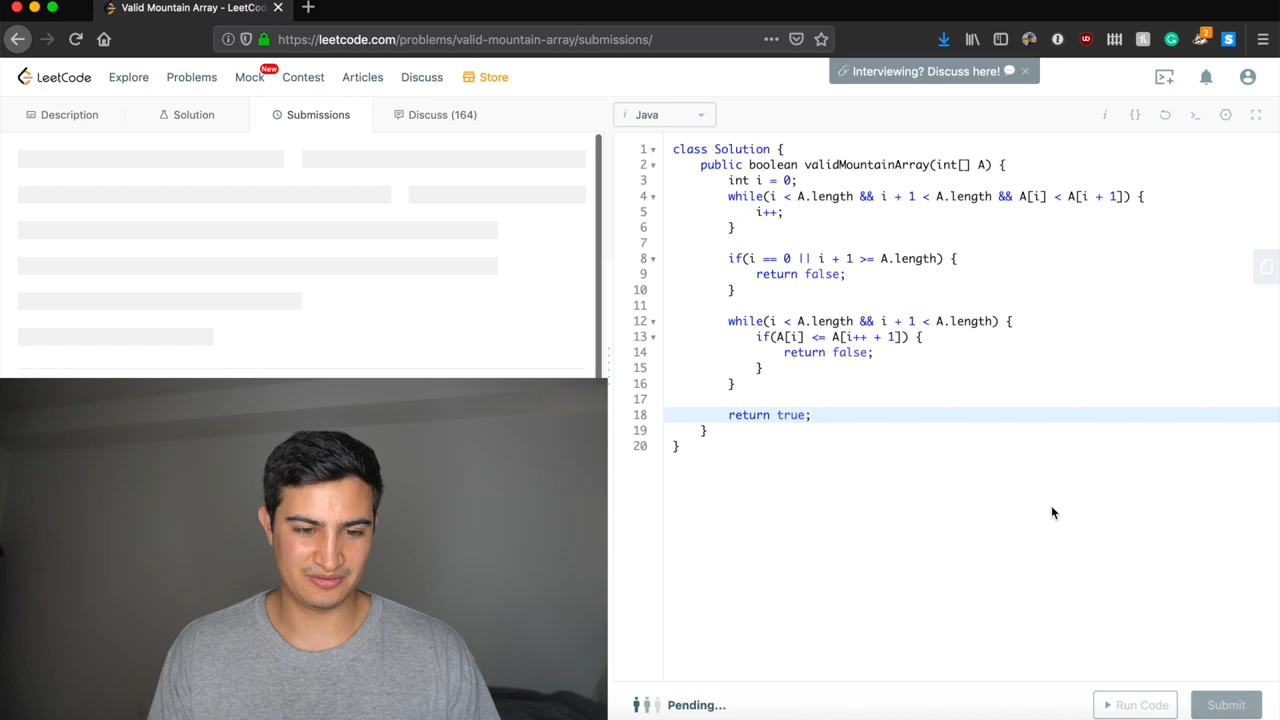 Valid Mountain Array - LeetCo
https://leetcode.com/problems/valid-mountain-array/submissions/
2
LeetCode
Explore
Problems
Mock
New
Contest
Articles
Discuss
Store
Interviewing? Discuss here!
Description
Solution
Submissions
Discuss (164)
Java
1 class Solution {
2 public boolean validMountainArray(int[] A) {
3 int i = 0;
4 while(i < A.length && i + 1 < A.length && A[i] < A[i + 1]) {
5 i++;
6 }
7
8 if(i == 0 || i + 1 >= A.length) {
9 return false;
10 }
11
12 while(i < A.length && i + 1 < A.length) {
13 if(A[i] <= A[i++ + 1]) {
14 return false;
15 }
16 }
17
18 return true;
19 }
20 }
Pending...
Run Code
Submit